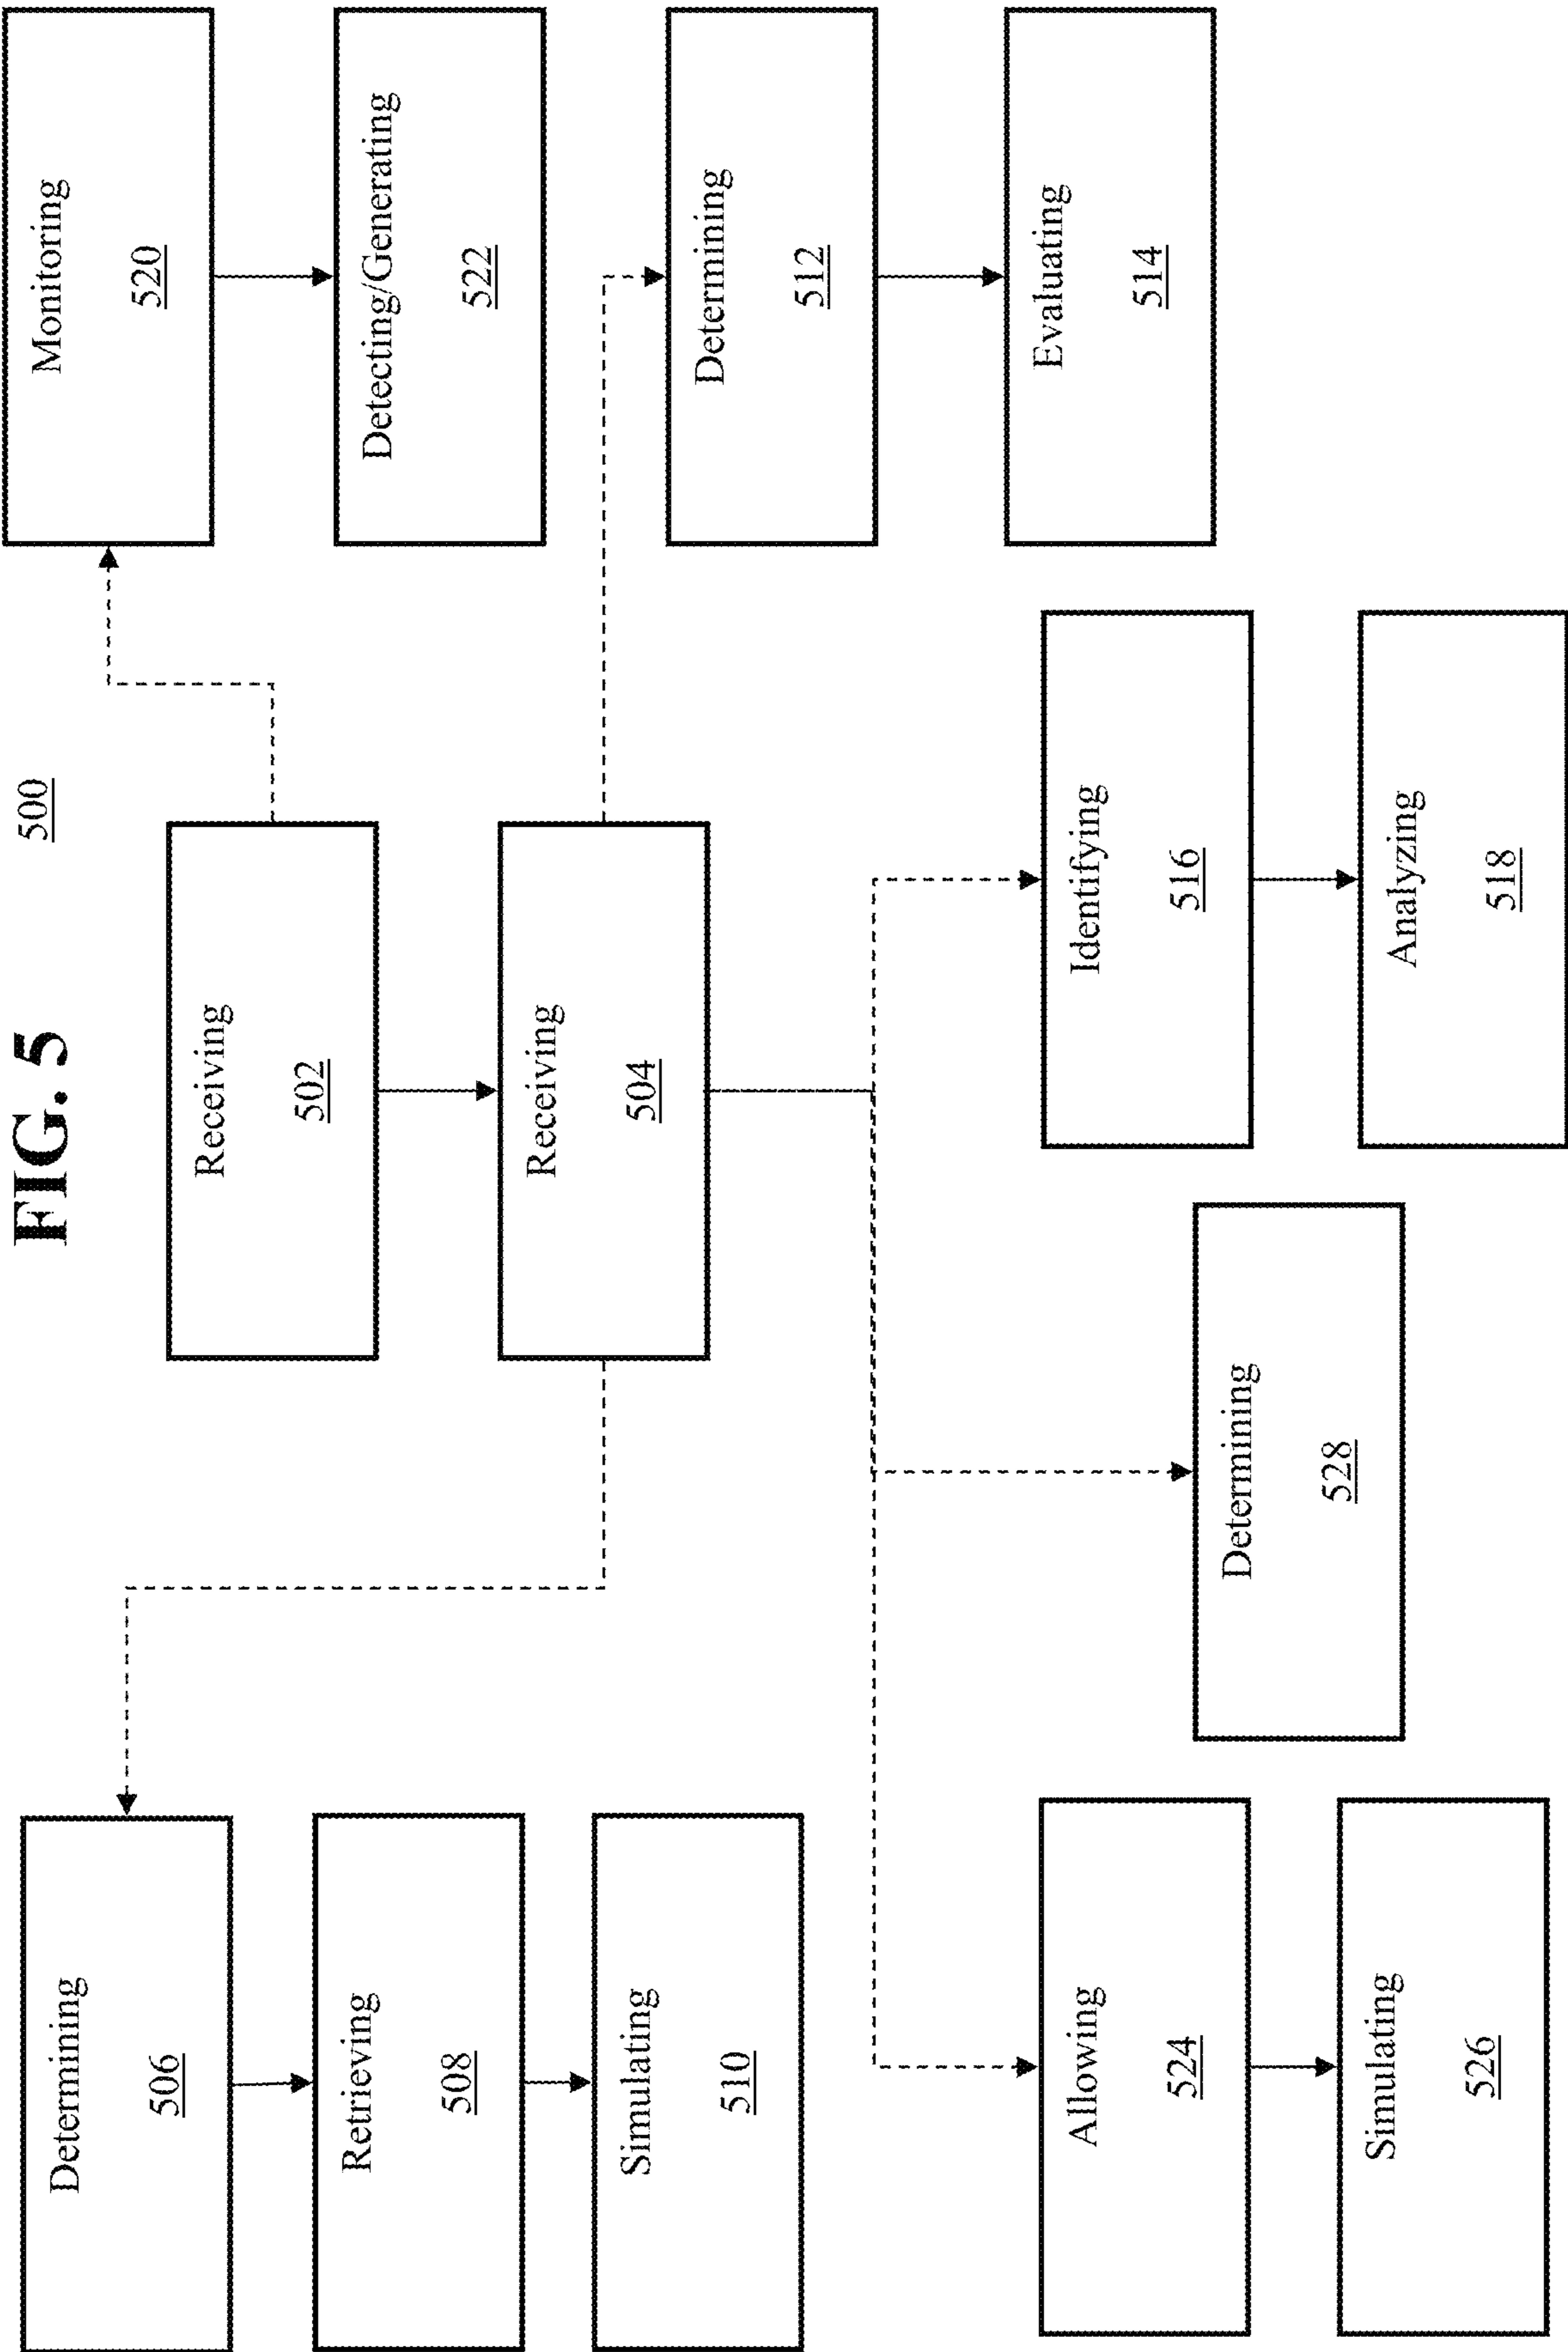 FIG. 5
500
Receiving
502
Receiving
504
Determining
506
Retrieving
508
Simulating
510
Monitoring
520
Detecting/Generating
522
Determining
512
Evaluating
514
Identifying
516
Analyzing
518
Determining
528
Allowing
524
Simulating
526